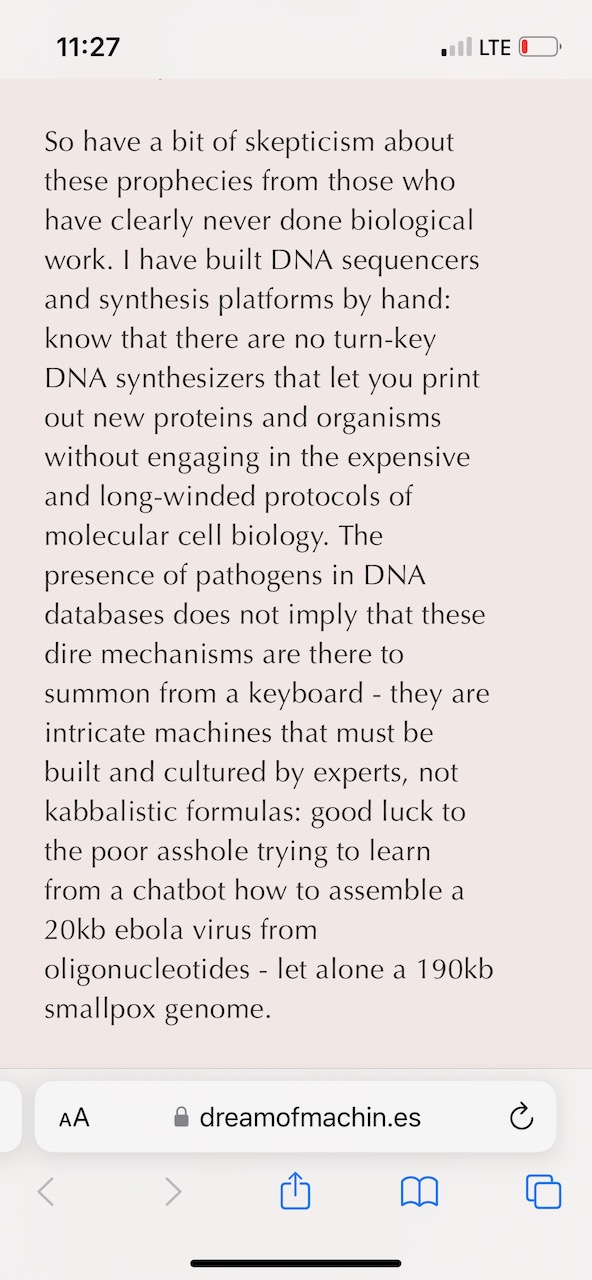 11:27
LTE
So have a bit of skepticism about
these prophecies from those who
have clearly never done biological
work. I have built DNA sequencers
and synthesis platforms by hand:
know that there are no turn-key
DNA synthesizers that let you print
out new proteins and organisms
without engaging in the expensive
and long-winded protocols of
molecular cell biology. The
presence of pathogens in DNA
databases does not imply that these
dire mechanisms are there to
summon from a keyboard - they are
intricate machines that must be
built and cultured by experts, not
kabbalistic formulas: good luck to
the poor asshole trying to learn
from a chatbot how to assemble a
20kb ebola virus from
oligonucleotides - let alone a 190kb
smallpox genome.
AA dreamofmachin.es